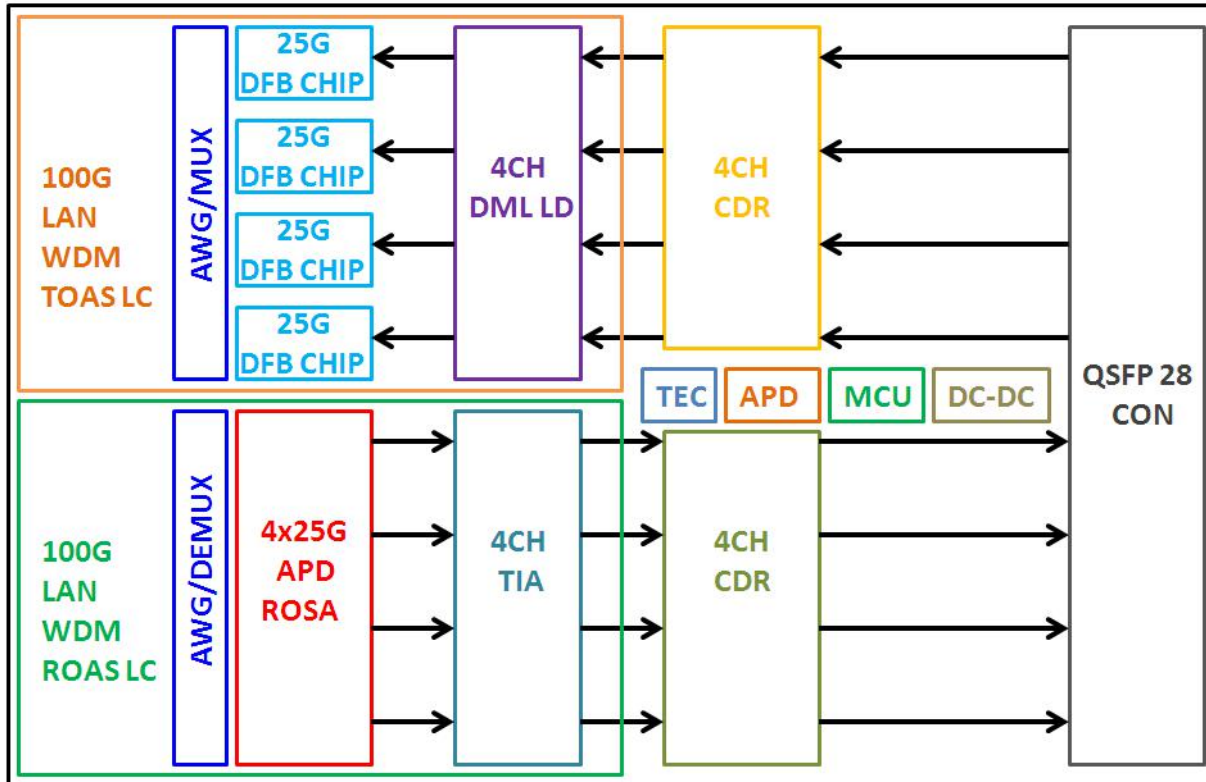 100G
LAN
WDM
TOAS LC
AWG/MUX
25G
DFB CHIP
25G
DFB CHIP
25G
DFB CHIP
25G
DFB CHIP
4CH
DML LD
4CH
CDR
QSFP 28
CON
TEC
APD
MCU
DC-DC
100G
LAN
WDM
ROAS LC
AWG/DEMUX
4x25G
APD
ROSA
4CH
TIA
4CH
CDR